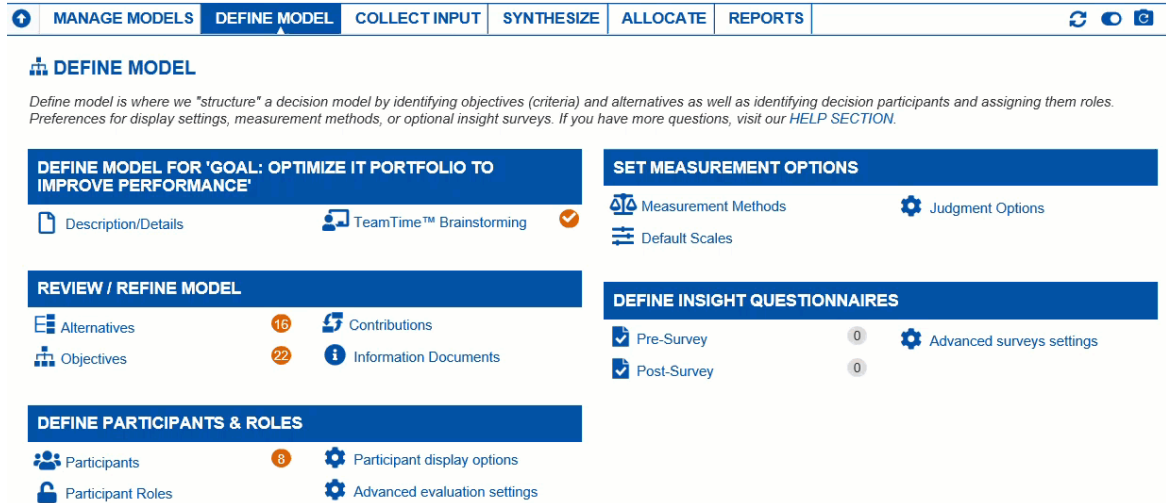 MANAGE MODELS DEFINE MODEL COLLECT INPUT SYNTHESIZE ALLOCATE REPORTS
DEFINE MODEL
Define model is where we "structure" a decision model by identifying objectives (criteria) and alternatives as well as identifying decision participants and assigning them roles.
Preferences for display settings, measurement methods, or optional insight surveys. If you have more questions, visit our HELP SECTION.
DEFINE MODEL FOR 'GOAL: OPTIMIZE IT PORTFOLIO TO
IMPROVE PERFORMANCE'
Description/Details TeamTime™ Brainstorming
REVIEW / REFINE MODEL
Alternatives 16 Contributions
Objectives 22 Information Documents
DEFINE PARTICIPANTS & ROLES
Participants 8 Participant display options
Participant Roles Advanced evaluation settings
SET MEASUREMENT OPTIONS
Measurement Methods Judgment Options
Default Scales
DEFINE INSIGHT QUESTIONNAIRES
Pre-Survey 0 Advanced surveys settings
Post-Survey 0